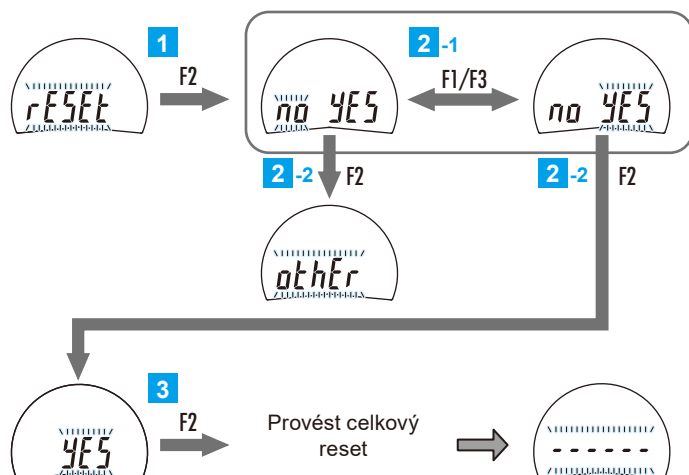 1
2 -1
F2
F1/F3
rESEt
no YES
no YES
2 -2
F2
2 -2
F2
othEr
3
F2
Provést celkový
reset
YES
------